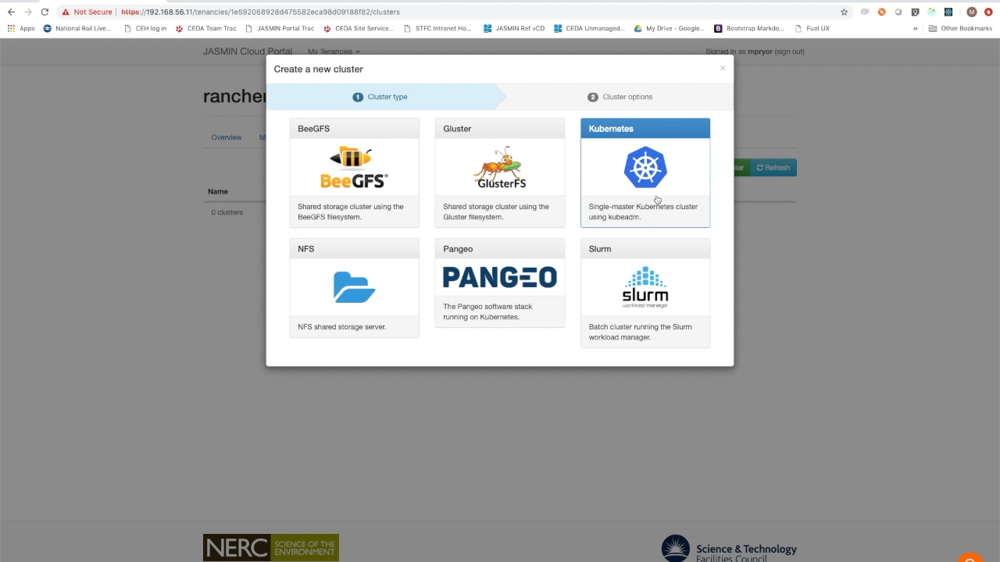 Not Secure https://192.168.56.11/tenancies/1e592068928d475582eca98d09188f82/clusters M
Apps National Rail Live... CEH log in CEDA Team Trac JASMIN Portal Trac CEDA Site Service... STFC Intranet Ho... JASMIN Ref vCD CEDA Unmanaged... My Drive - Google... Bootstrap Markdo... Fuel UX » Other Bookmarks
JASMIN Cloud Portal My Tenancies Signed in as mpryor (sign out)
Create a new cluster ×
rancher
1 Cluster type 2 Cluster options
BeeGFS Gluster Kubernetes
Overview M
BeeGFS® GlusterFS
ter Refresh
Name
Shared storage cluster using the
BeeGFS filesystem.
Shared storage cluster using the
Gluster filesystem.
Single-master Kubernetes cluster
using kubeadm.
0 clusters
NFS Pangeo Slurm
PANGEO
slurm
workload manager
NFS shared storage server.
The Pangeo software stack
running on Kubernetes.
Batch cluster running the Slurm
workload manager.
NERC SCIENCE OF THE
ENVIRONMENT
Science & Technology
Facilities Council